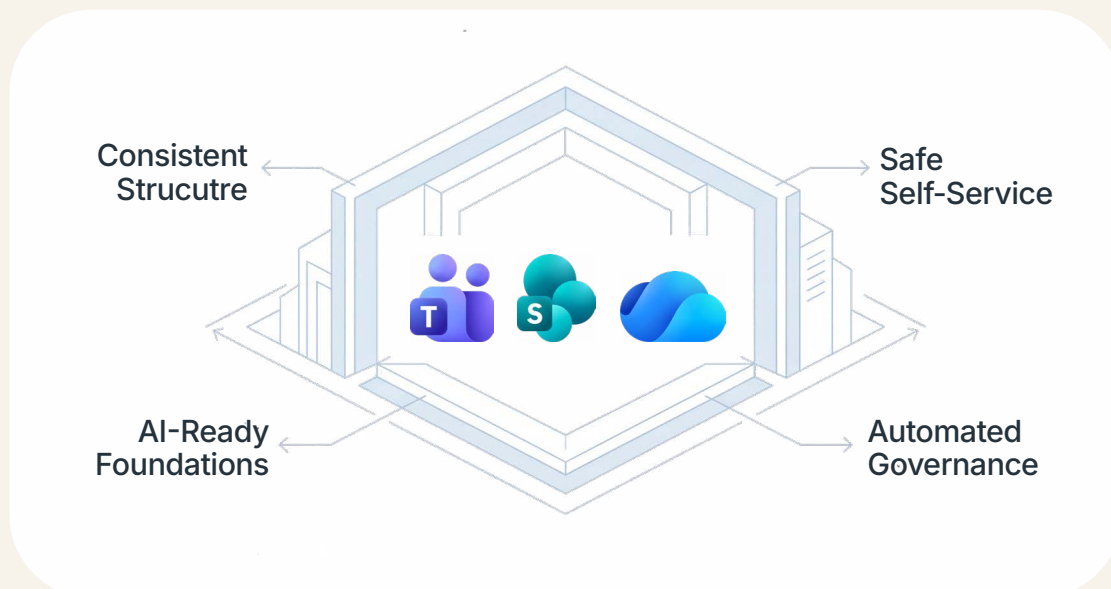 Consistent
Strucutre
Safe
Self-Service
T
S
AI-Ready
Foundations
Automated
Governance